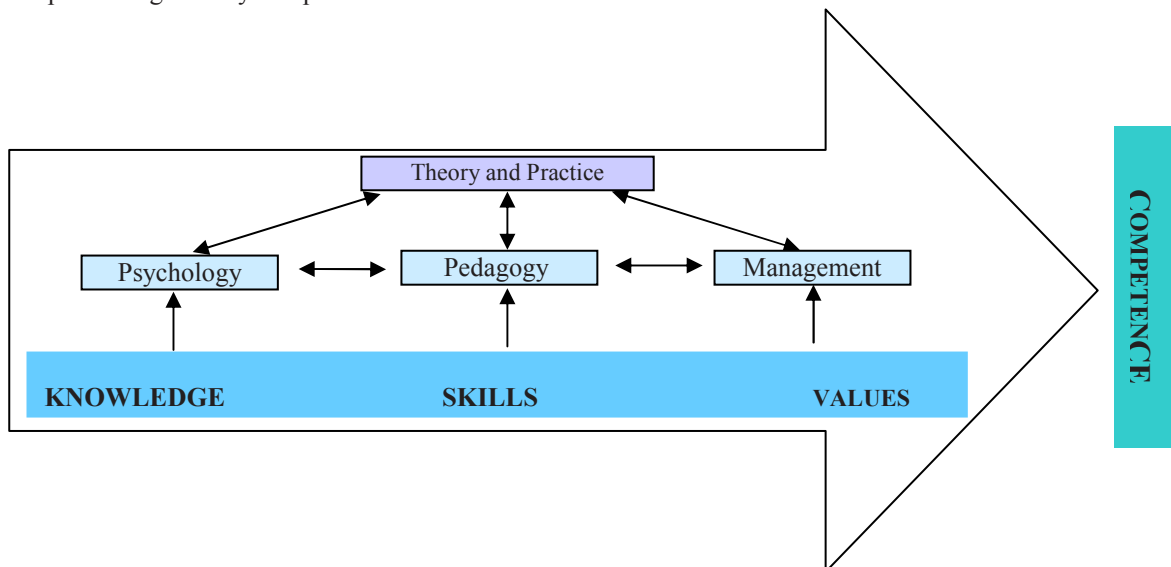 Theory and Practice
Psychology
Pedagogy
Management
KNOWLEDGE
SKILLS
VALUES
COMPETENCE